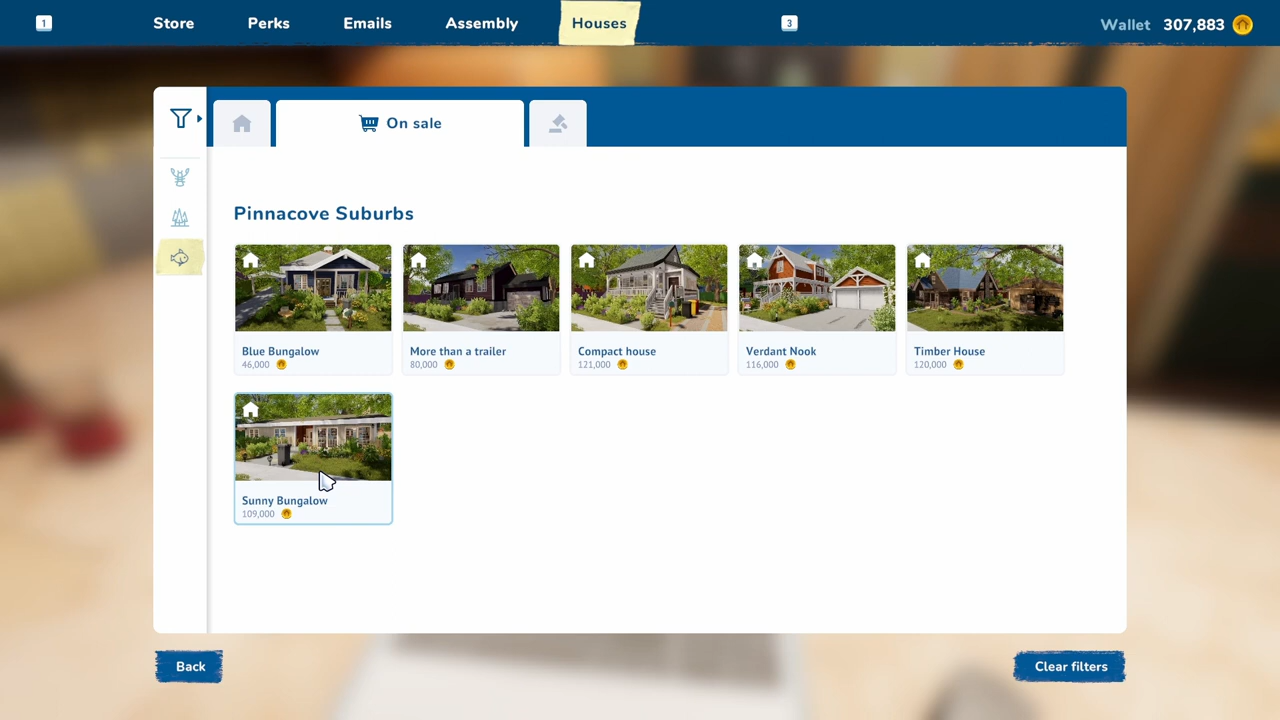 1
Store
Perks
Emails
Assembly
Houses
3
Wallet 307,883
On sale
Pinnacove Suburbs
Blue Bungalow
46,000
More than a trailer
80,000
Compact house
121,000
Verdant Nook
116,000
Timber House
120,000
Sunny Bungalow
109,000
Back
Clear filters